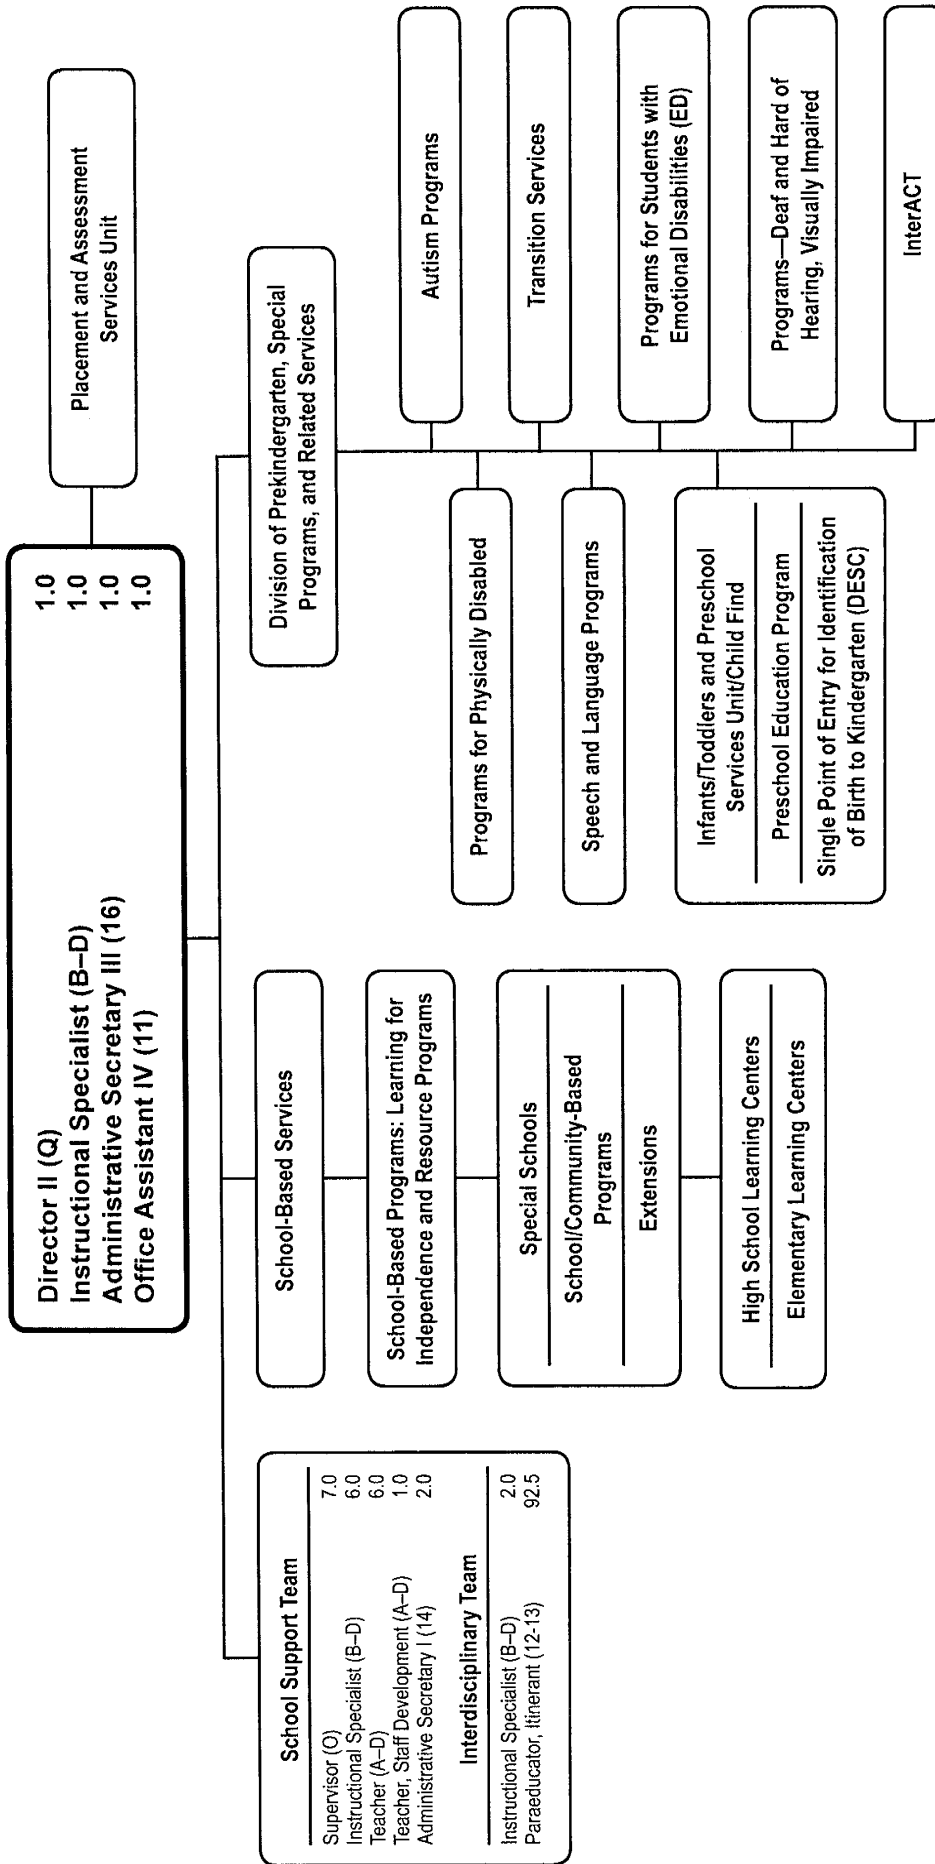 Director II (Q) 1.0
Instructional Specialist (B–D) 1.0
Administrative Secretary III (16) 1.0
Office Assistant IV (11) 1.0
Placement and Assessment
Services Unit
School Support Team
Supervisor (O) 7.0
Instructional Specialist (B–D) 6.0
Teacher (A–D) 6.0
Teacher, Staff Development (A–D) 1.0
Administrative Secretary I (14) 2.0
Interdisciplinary Team
Instructional Specialist (B–D) 2.0
Paraeducator, Itinerant (12-13) 92.5
School-Based Services
School-Based Programs: Learning for
Independence and Resource Programs
Special Schools
School/Community-Based
Programs
Extensions
High School Learning Centers
Elementary Learning Centers
Division of Prekindergarten, Special
Programs, and Related Services
Programs for Physically Disabled
Speech and Language Programs
Infants/Toddlers and Preschool
Services Unit/Child Find
Preschool Education Program
Single Point of Entry for Identification
of Birth to Kindergarten (DESC)
Autism Programs
Transition Services
Programs for Students with
Emotional Disabilities (ED)
Programs—Deaf and Hard of
Hearing, Visually Impaired
InterACT